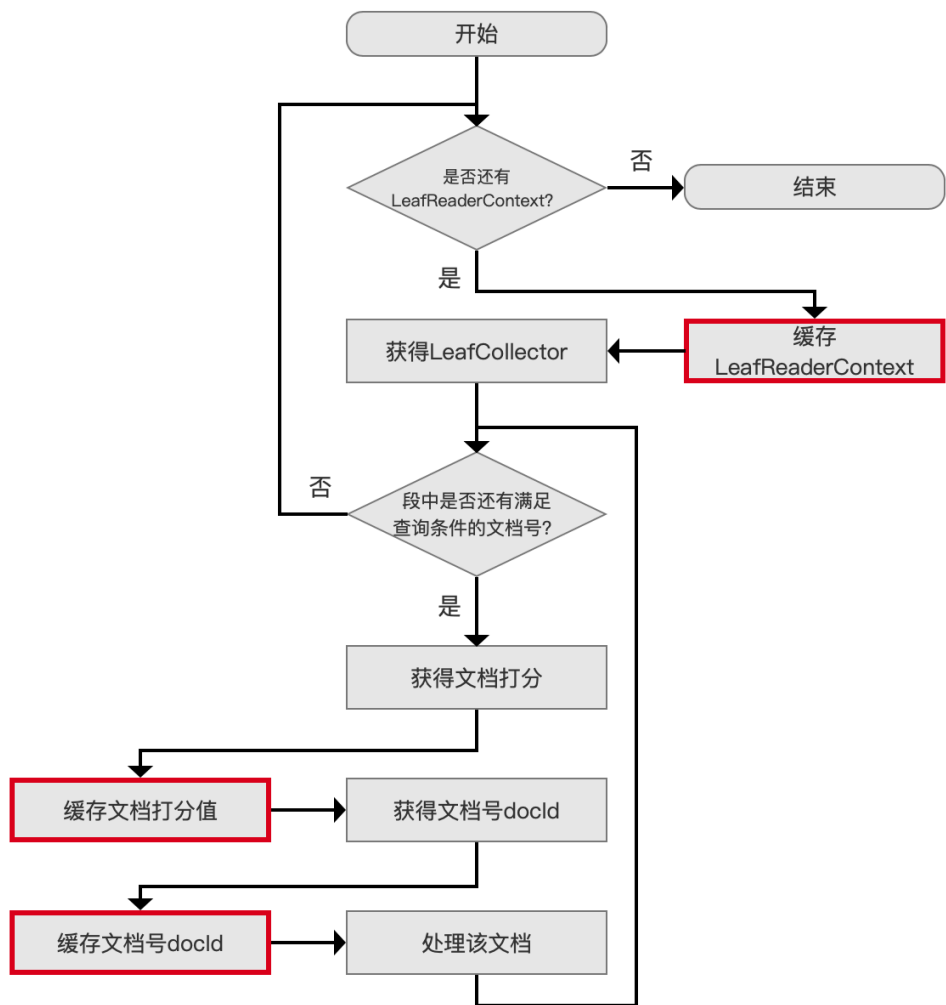 开始
是否还有
LeafReaderContext?
否
结束
是
缓存
LeafReaderContext
获得LeafCollector
否
段中是否还有满足
查询条件的文档号?
是
获得文档打分
缓存文档打分值
获得文档号docId
缓存文档号docId
处理该文档